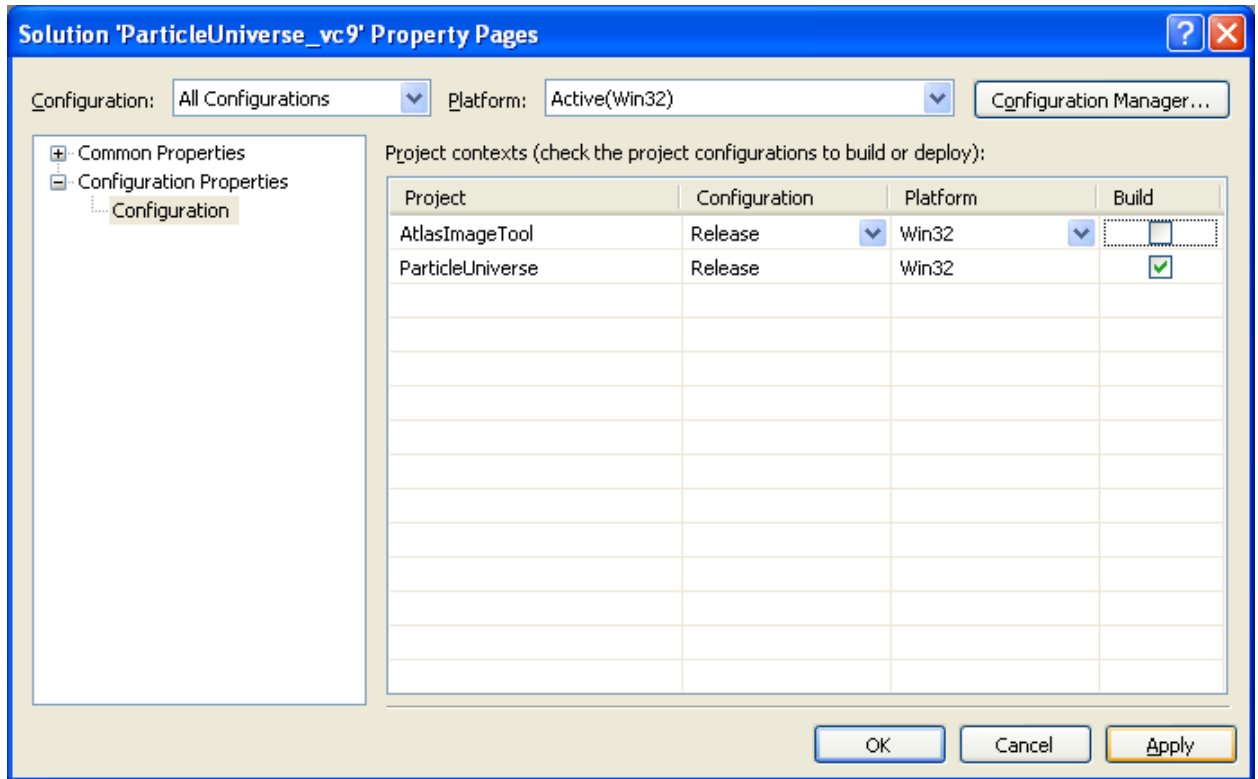 Solution 'ParticleUniverse_vc9' Property Pages
Configuration: All Configurations Platform: Active(Win32) Configuration Manager...
Common Properties
Configuration Properties
Configuration
Project contexts (check the project configurations to build or deploy):
Project Configuration Platform Build
AtlasImageTool Release Win32
ParticleUniverse Release Win32
OK Cancel Apply